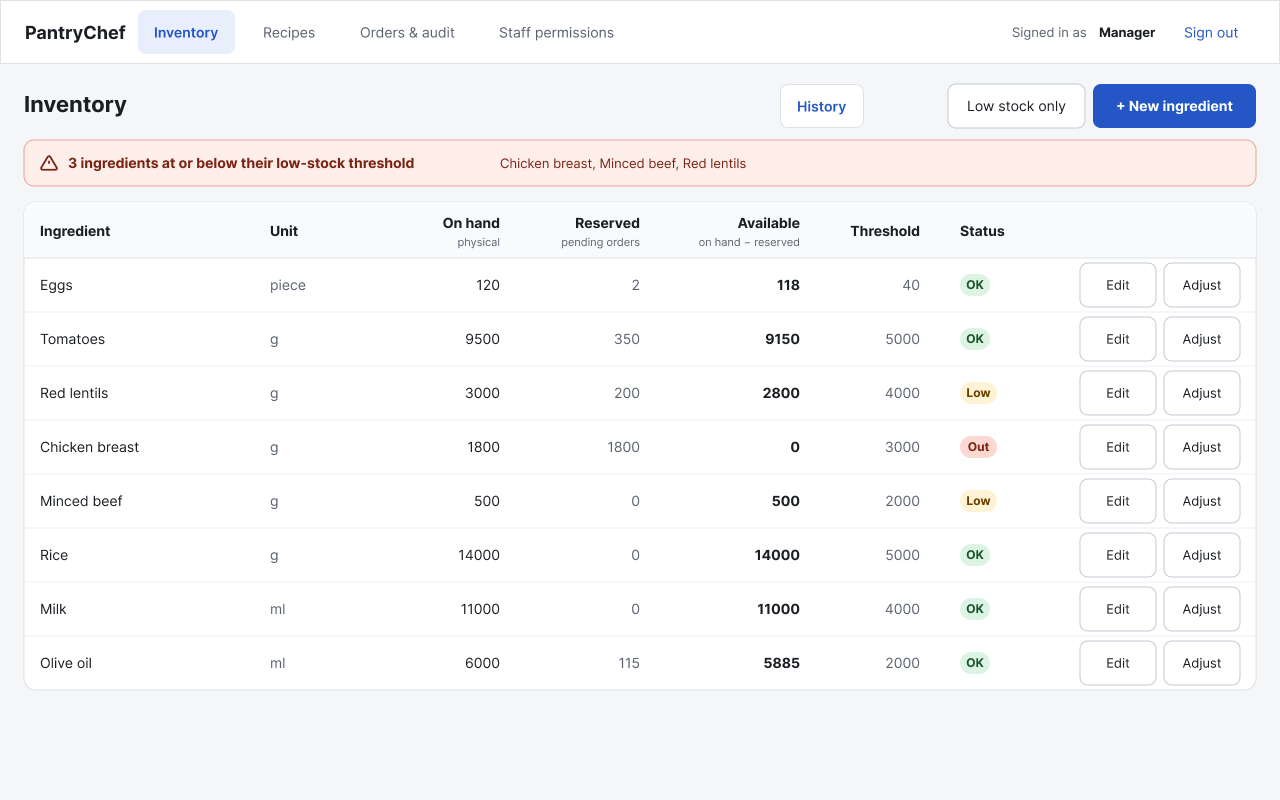 PantryChef Inventory Recipes Orders & audit Staff permissions Signed in as Manager Sign out
Inventory History Low stock only + New ingredient
3 ingredients at or below their low-stock threshold Chicken breast, Minced beef, Red lentils
Ingredient Unit On hand Reserved Available Threshold Status
physical pending orders on hand − reserved
Eggs piece 120 2 118 40 OK Edit Adjust
Tomatoes g 9500 350 9150 5000 OK Edit Adjust
Red lentils g 3000 200 2800 4000 Low Edit Adjust
Chicken breast g 1800 1800 0 3000 Out Edit Adjust
Minced beef g 500 0 500 2000 Low Edit Adjust
Rice g 14000 0 14000 5000 OK Edit Adjust
Milk ml 11000 0 11000 4000 OK Edit Adjust
Olive oil ml 6000 115 5885 2000 OK Edit Adjust